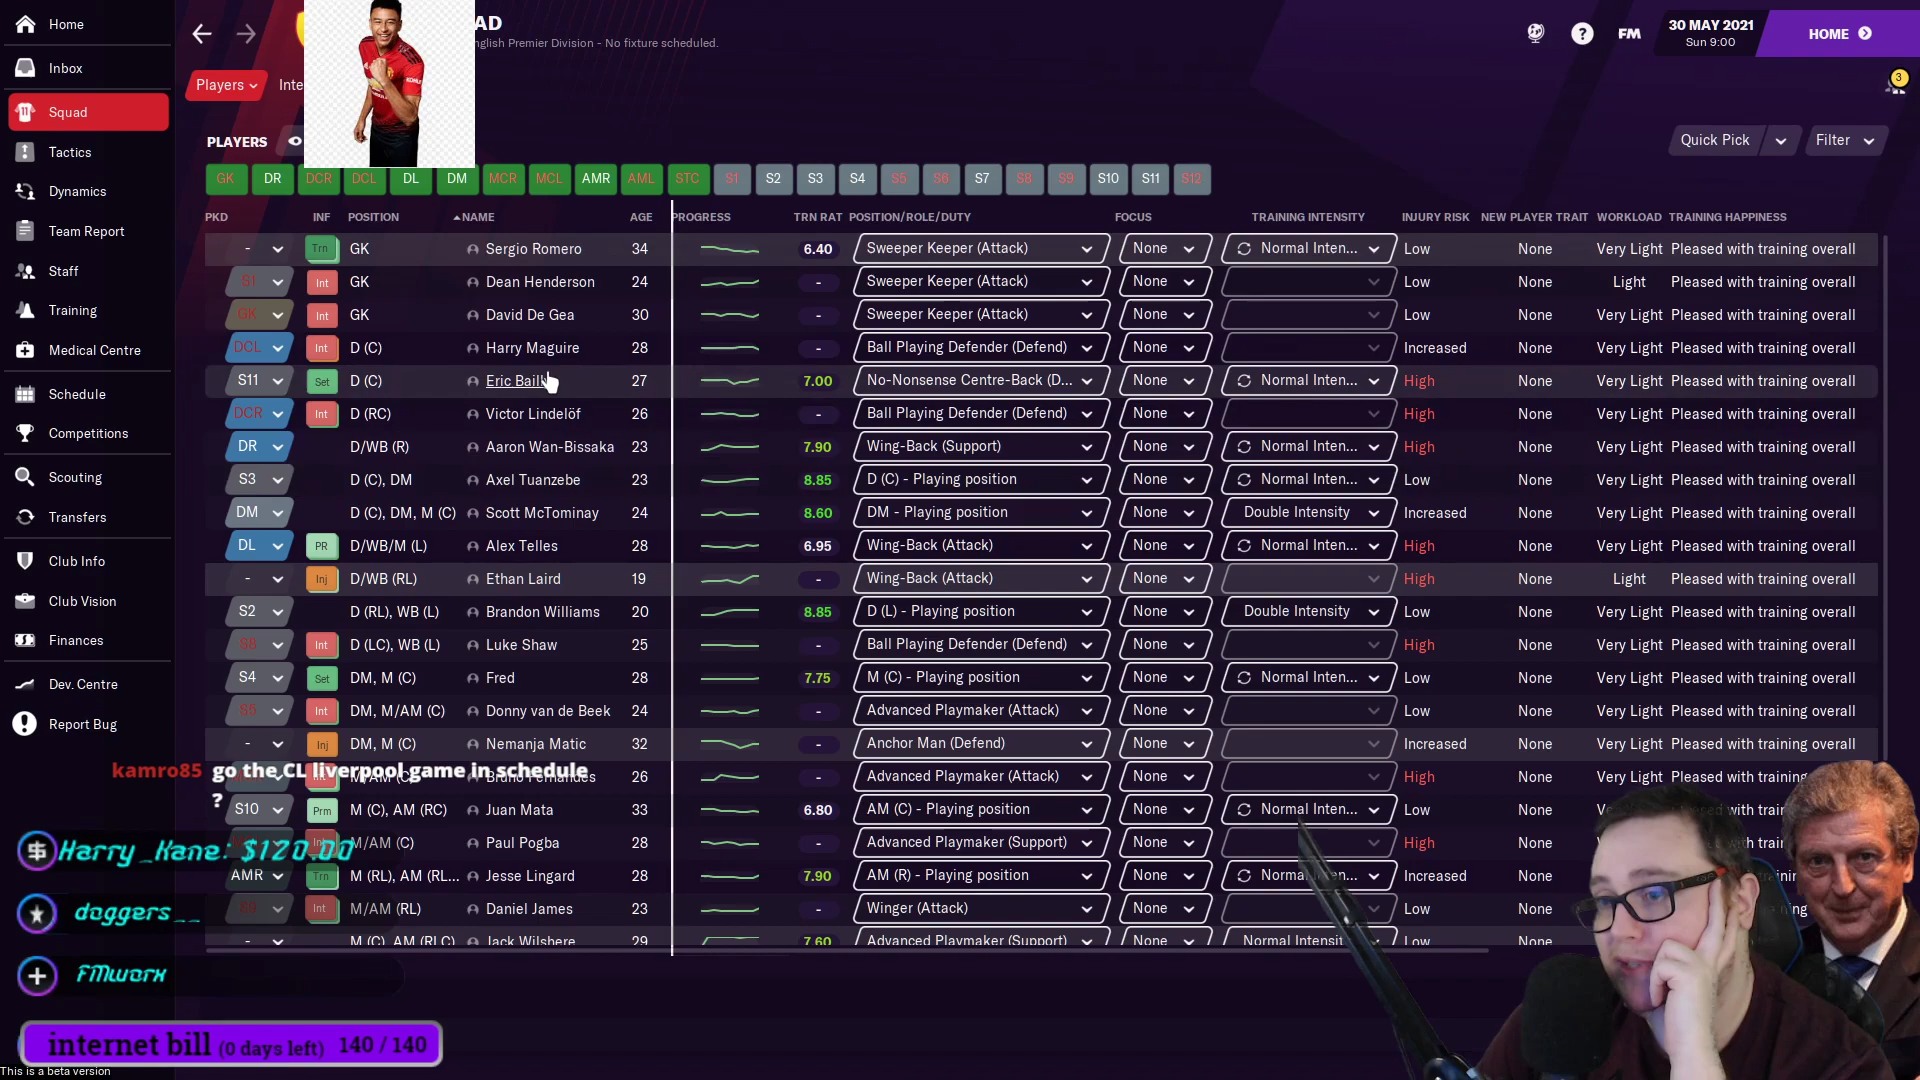 Home
Inbox
Squad
Tactics
Dynamics
Team Report
Staff
Training
Medical Centre
Schedule
Competitions
Scouting
Transfers
Club Info
Club Vision
Finances
Dev. Centre
Report Bug
AD
nglish Premier Division - No fixture scheduled.
FM
30 MAY 2021
Sun 9:00
HOME
3
Players
Inte
PLAYERS
Quick Pick
Filter
GK DR DCR DCL DL DM MCR MCL AMR AML STC S1 S2 S3 S4 S5 S6 S7 S8 S9 S10 S11 S12
PKD INF POSITION NAME AGE PROGRESS TRN RAT POSITION/ROLE/DUTY FOCUS TRAINING INTENSITY INJURY RISK NEW PLAYER TRAIT WORKLOAD TRAINING HAPPINESS
- Trn GK Sergio Romero 34 6.40 Sweeper Keeper (Attack) None Normal Inten... Low None Very Light Pleased with training overall
S1 Int GK Dean Henderson 24 - Sweeper Keeper (Attack) None Low None Light Pleased with training overall
GK Int GK David De Gea 30 - Sweeper Keeper (Attack) None Low None Very Light Pleased with training overall
DCL Int D (C) Harry Maguire 28 - Ball Playing Defender (Defend) None Increased None Very Light Pleased with training overall
S11 Set D (C) Eric Baill 27 7.00 No-Nonsense Centre-Back (D... None Normal Inten... High None Very Light Pleased with training overall
DCR Int D (RC) Victor Lindelöf 26 - Ball Playing Defender (Defend) None High None Very Light Pleased with training overall
DR D/WB (R) Aaron Wan-Bissaka 23 7.90 Wing-Back (Support) None Normal Inten... High None Very Light Pleased with training overall
S3 D (C), DM Axel Tuanzebe 23 8.85 D (C) - Playing position None Normal Inten... Low None Very Light Pleased with training overall
DM D (C), DM, M (C) Scott McTominay 24 8.60 DM - Playing position None Double Intensity Increased None Very Light Pleased with training overall
DL PR D/WB/M (L) Alex Telles 28 6.95 Wing-Back (Attack) None Normal Inten... High None Very Light Pleased with training overall
- Inj D/WB (RL) Ethan Laird 19 - Wing-Back (Attack) None High None Light Pleased with training overall
S2 D (RL), WB (L) Brandon Williams 20 8.85 D (L) - Playing position None Double Intensity Low None Very Light Pleased with training overall
S8 Int D (LC), WB (L) Luke Shaw 25 - Ball Playing Defender (Defend) None High None Very Light Pleased with training overall
S4 Set DM, M (C) Fred 28 7.75 M (C) - Playing position None Normal Inten... Low None Very Light Pleased with training overall
S5 Int DM, M/AM (C) Donny van de Beek 24 - Advanced Playmaker (Attack) None Low None Very Light Pleased with training overall
- Inj DM, M (C) Nemanja Matic 32 - Anchor Man (Defend) None Increased None Very Light Pleased with training overall
26 - Advanced Playmaker (Attack) None High None Very Light Pleased with training
S10 Prm M (C), AM (RC) Juan Mata 33 6.80 AM (C) - Playing position None Normal Inten... Low None
Int M/AM (C) Paul Pogba 28 - Advanced Playmaker (Support) None High None
AMR Trn M (RL), AM (RL... Jesse Lingard 28 7.90 AM (R) - Playing position None Increased None
Int M/AM (RL) Daniel James 23 - Winger (Attack) None Low None
- M (C), AM (RLC) Jack Wilshere 29 7.60 Advanced Playmaker (Support) None Normal Intensity Low None
kamro85 go the CL liverpool game in schedule
?
Harry_Kane: $120.00
daggers__
FMworx
internet bill (0 days left) 140 / 140
This is a beta version